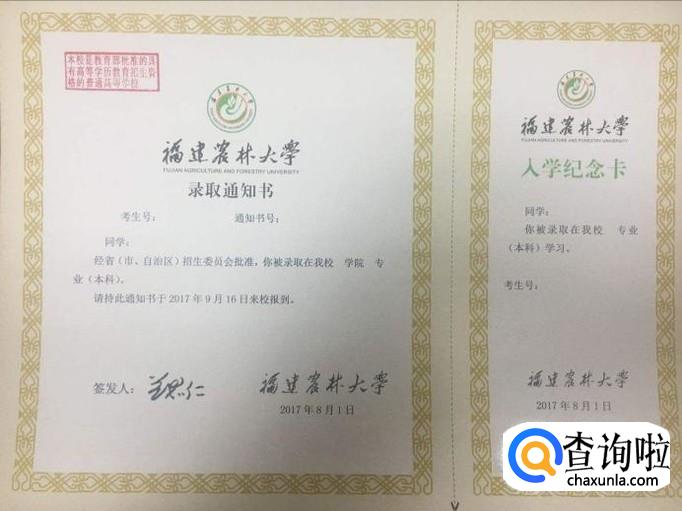 本校是教育部批准的具
有高等学历教育招生资
格的普通高等学校
福建农林大学
FUJIAN AGRICULTURE AND FORESTRY UNIVERSITY
录取通知书
考生号： 通知书号：
同学：
经省（市、自治区）招生委员会批准，你被录取在我校 学院 专
业（本科）。
请持此通知书于2017年9月16日来校报到。
签发人：
福建农林大学
2017年8月1日
福建农林大学
FUJIAN AGRICULTURE AND FORESTRY UNIVERSITY
入学纪念卡
同学：
你被录取在我校 专业
（本科）学习。
考生号：
福建农林大学
2017年8月1日
查询啦
chaxunla.com